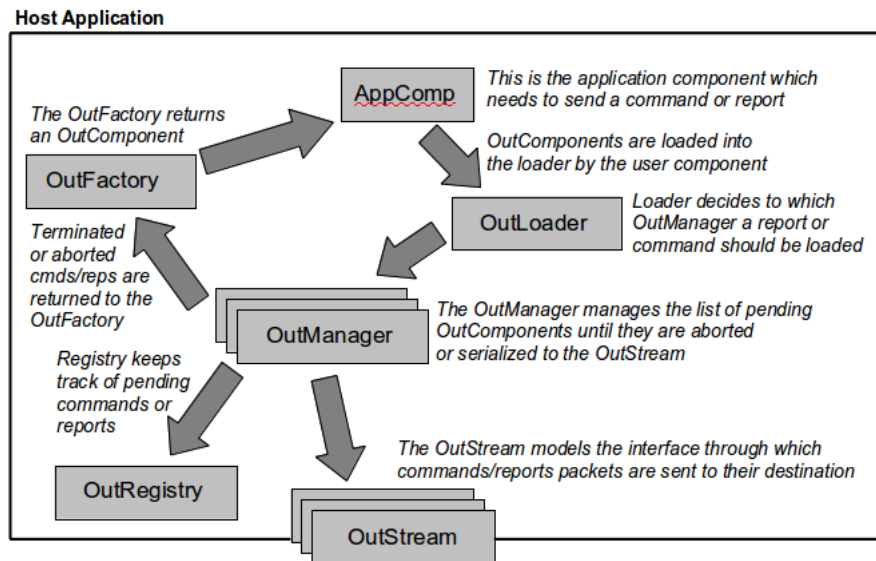 Host Application
AppComp
This is the application component which
needs to send a command or report
The OutFactory returns
an OutComponent
OutComponents are loaded into
the loader by the user component
OutFactory
OutLoader
Loader decides to which
OutManager a report or
command should be loaded
Terminated
or aborted
cmds/reps are
returned to the
OutFactory
OutManager
The OutManager manages the list of pending
OutComponents until they are aborted
or serialized to the OutStream
Registry keeps
track of pending
commands or
reports
The OutStream models the interface through which
commands/reports packets are sent to their destination
OutRegistry
OutStream